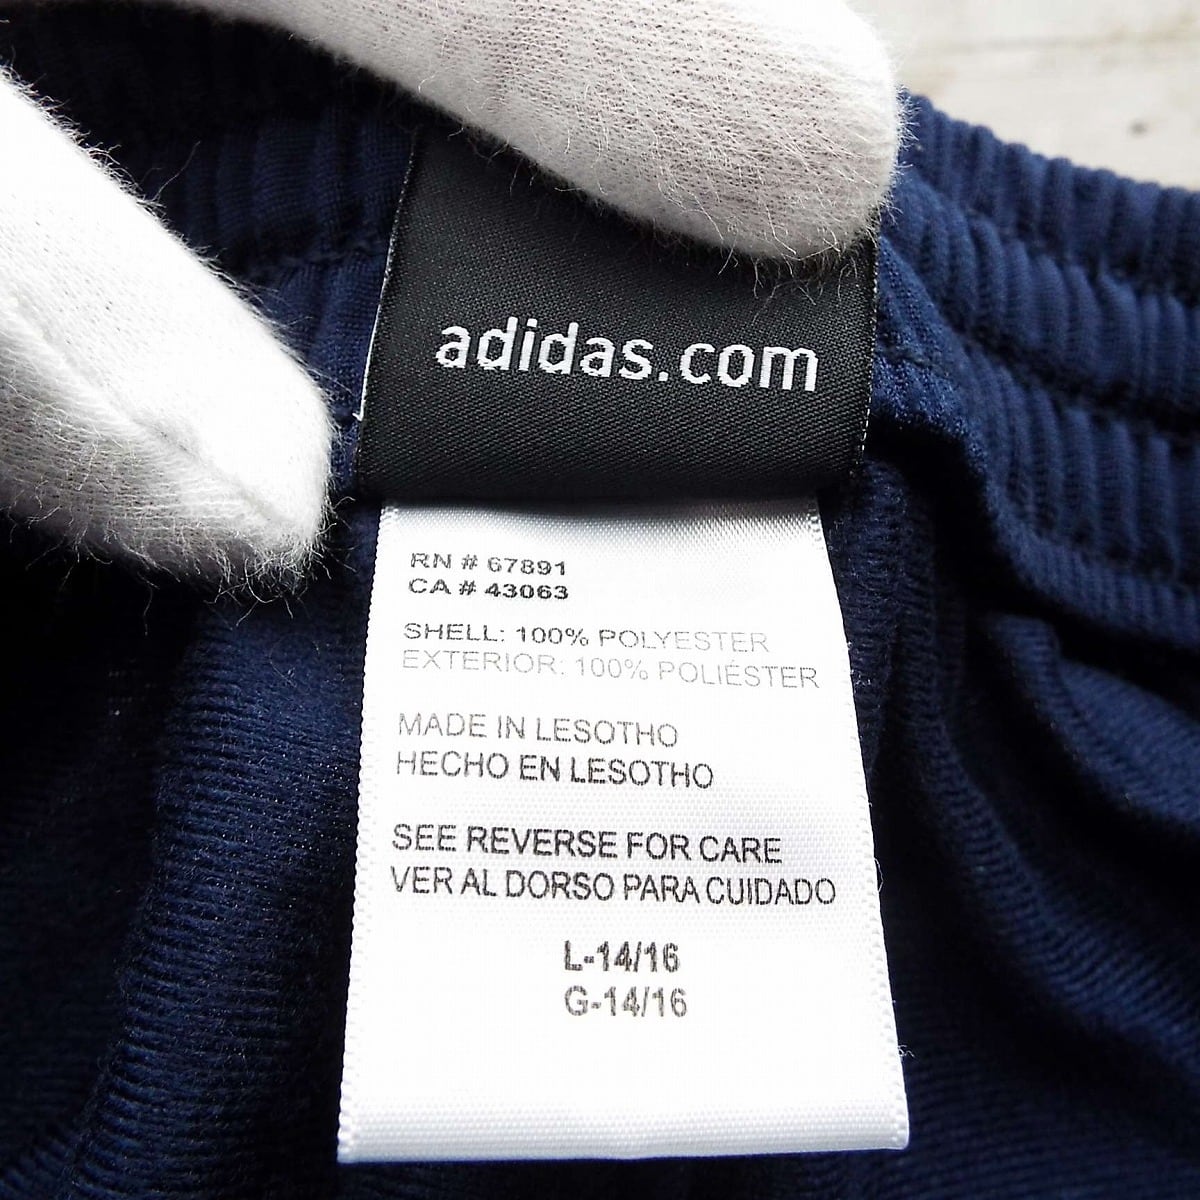 adidas.com
RN # 67891
CA # 43063
SHELL: 100% POLYESTER
EXTERIOR: 100% POLIÉSTER
MADE IN LESOTHO
HECHO EN LESOTHO
SEE REVERSE FOR CARE
VER AL DORSO PARA CUIDADO
L-14/16
G-14/16